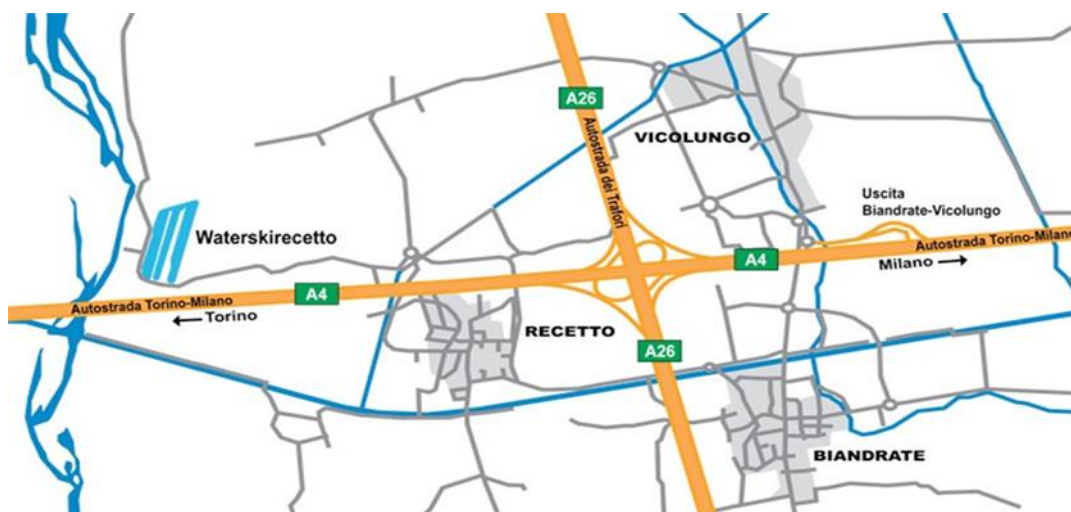 A26
Autostrada dei Trafori
VICOLUNGO
Uscita
Biandrate-Vicolungo
Waterskirecetto
Autostrada Torino-Milano
Milano →
A4
A4
Autostrada Torino-Milano
← Torino
RECETTO
A26
BIANDRATE